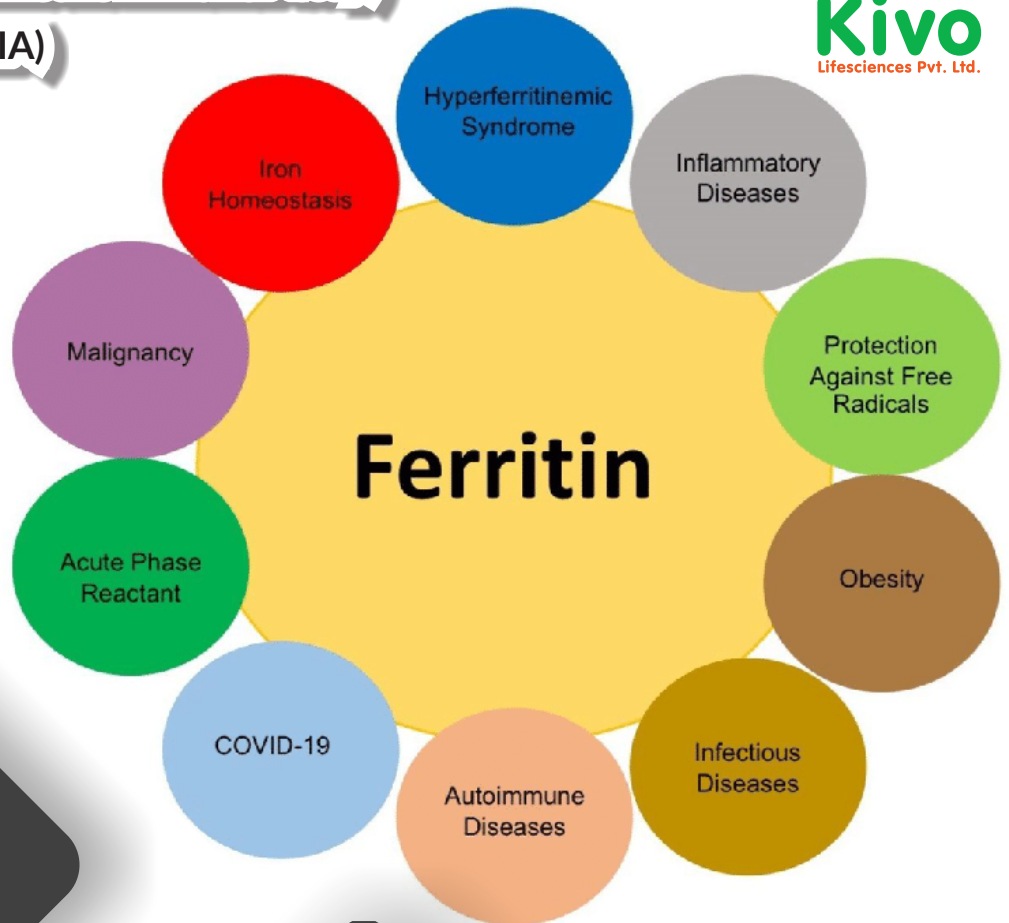 IA)
Kivo
Lifesciences Pvt. Ltd.
Hyperferritinemic
Syndrome
Iron
Homeostasis
Inflammatory
Diseases
Malignancy
Protection
Against Free
Radicals
Ferritin
Acute Phase
Reactant
Obesity
COVID-19
Infectious
Diseases
Autoimmune
Diseases